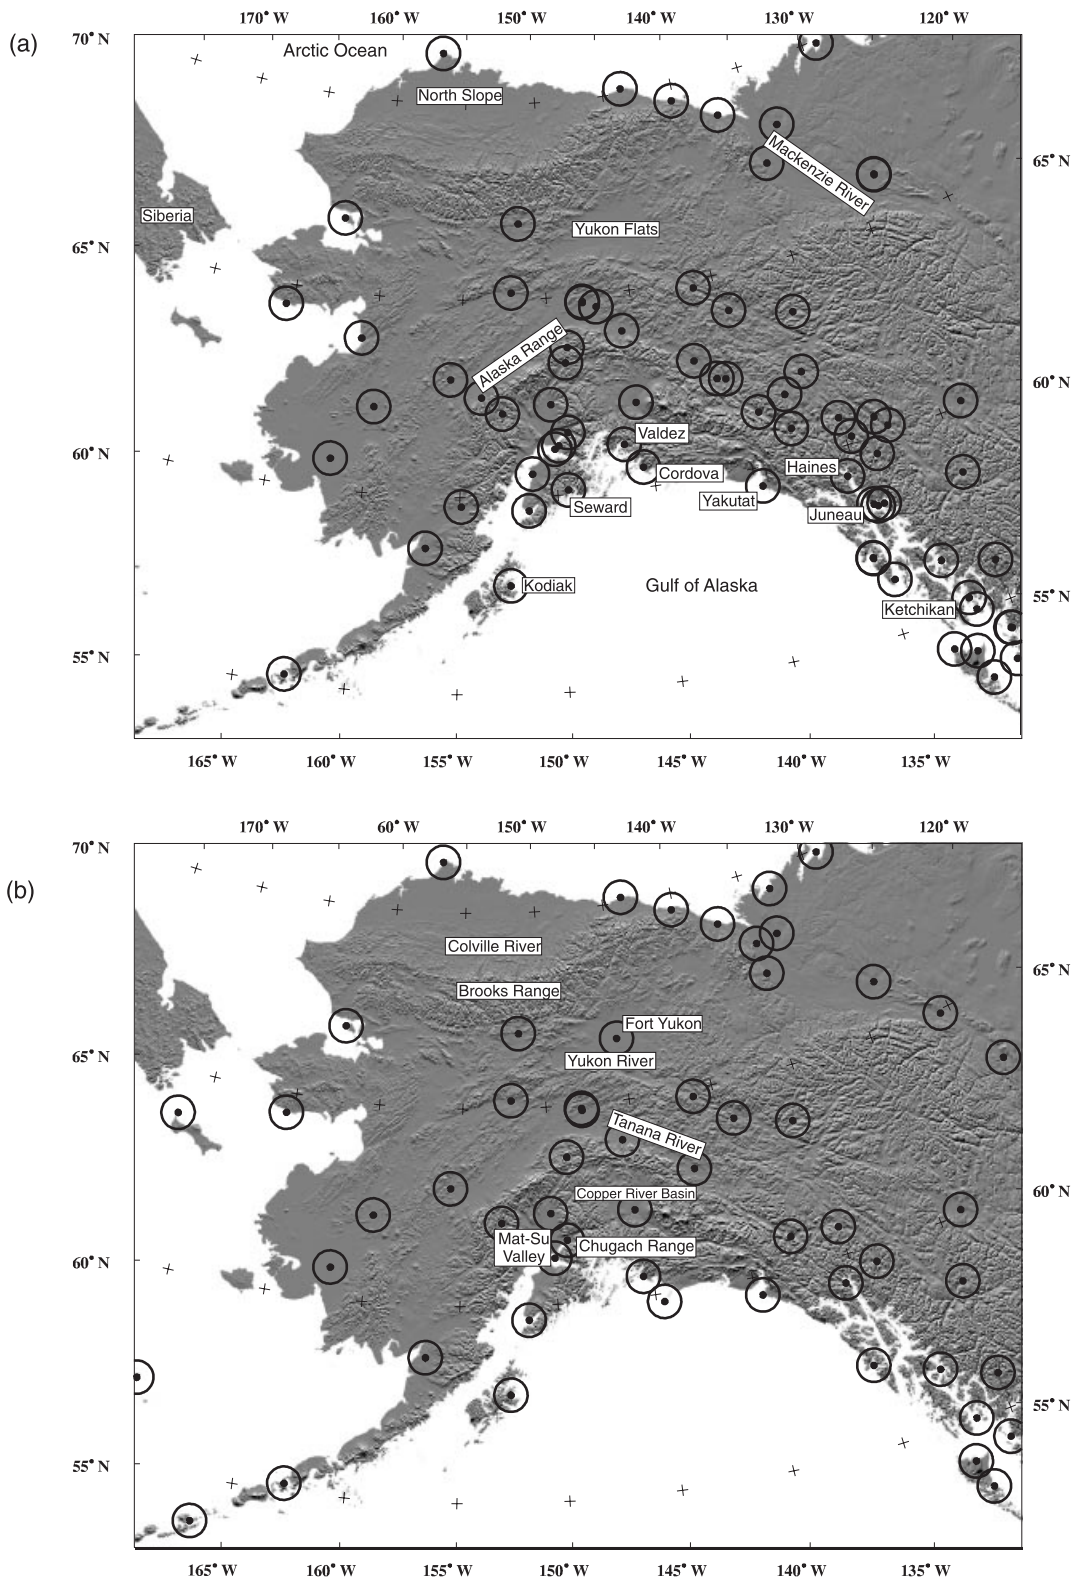 170° W 160° W 150° W 140° W 130° W 120° W
(a)
70° N
Arctic Ocean
North Slope
Mackenzie River
65° N
Siberia
Yukon Flats
65° N
Alaska Range
60° N
Valdez
60° N
Haines
Cordova
Yakutat
Seward
Juneau
Kodiak
Gulf of Alaska
55° N
Ketchikan
55° N
165° W 160° W 155° W 150° W 145° W 140° W 135° W
170° W 60° W 150° W 140° W 130° W 120° W
70° N
(b)
Colville River
65° N
Brooks Range
Fort Yukon
65° N
Yukon River
Tanana River
60° N
Copper River Basin
Mat-Su
Valley
Chugach Range
60° N
55° N
55° N
165° W 160° W 155° W 150° W 145° W 140° W 135° W